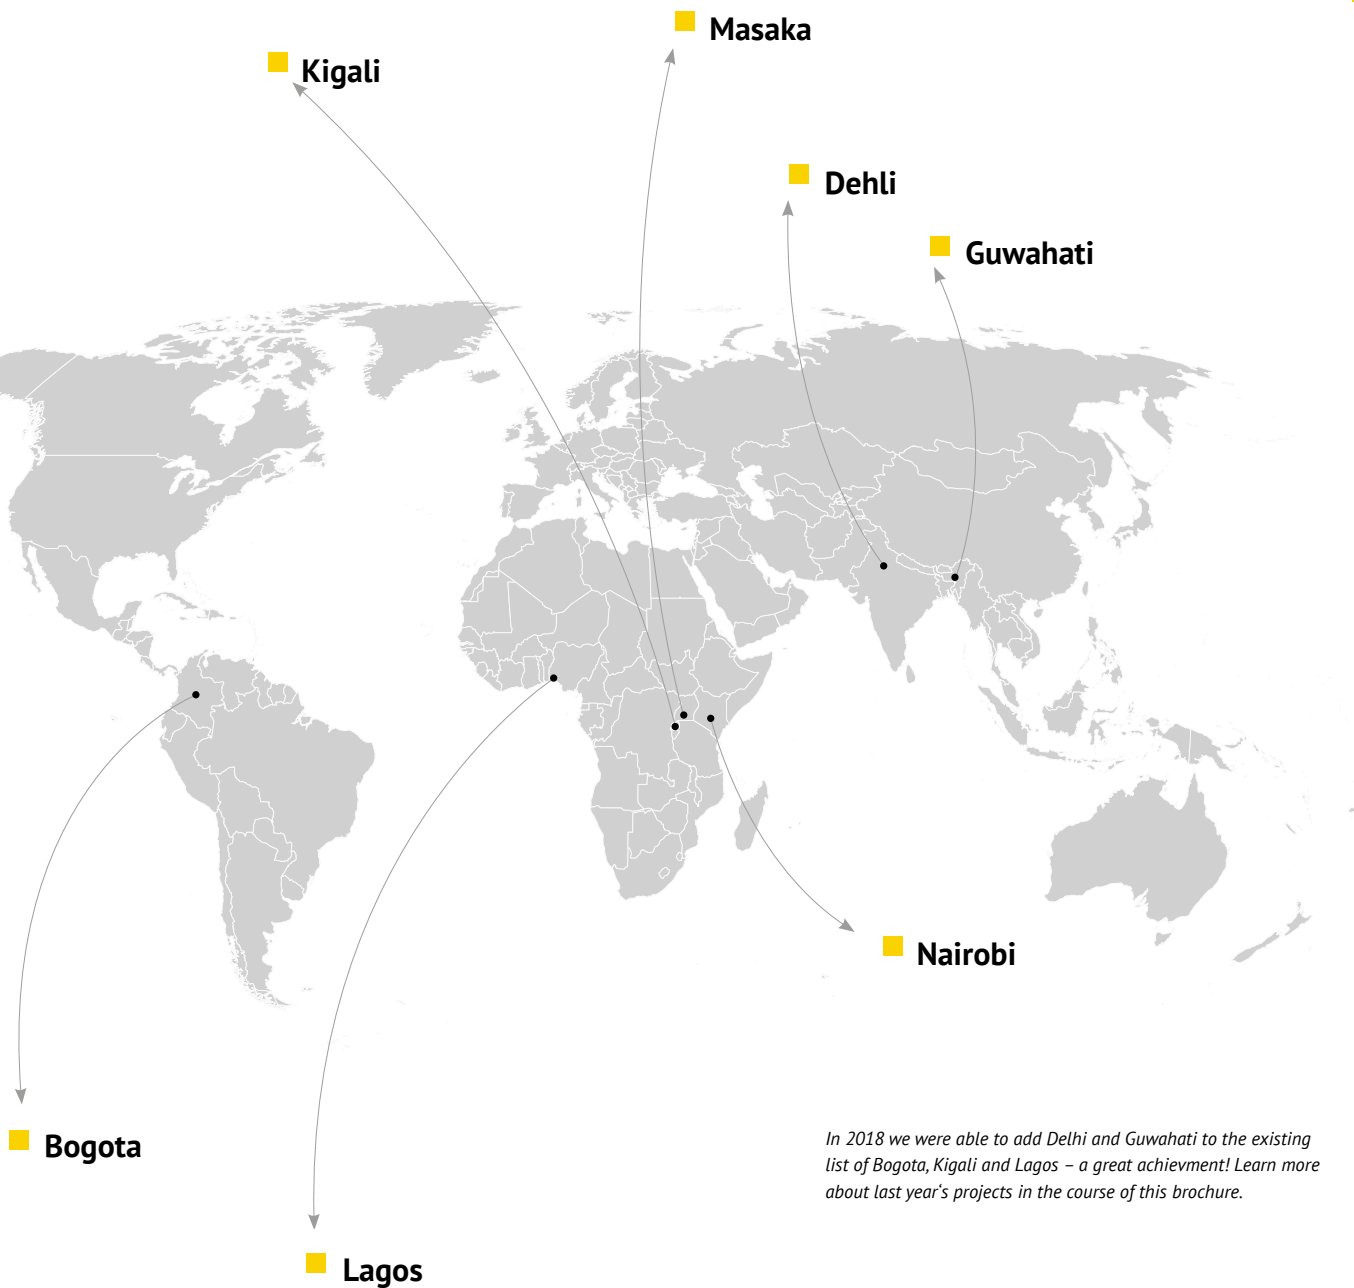 Masaka
Kigali
Dehli
Guwahati
Nairobi
Bogota
In 2018 we were able to add Delhi and Guwahati to the existing
list of Bogota, Kigali and Lagos – a great achievment! Learn more
about last year‘s projects in the course of this brochure.
Lagos